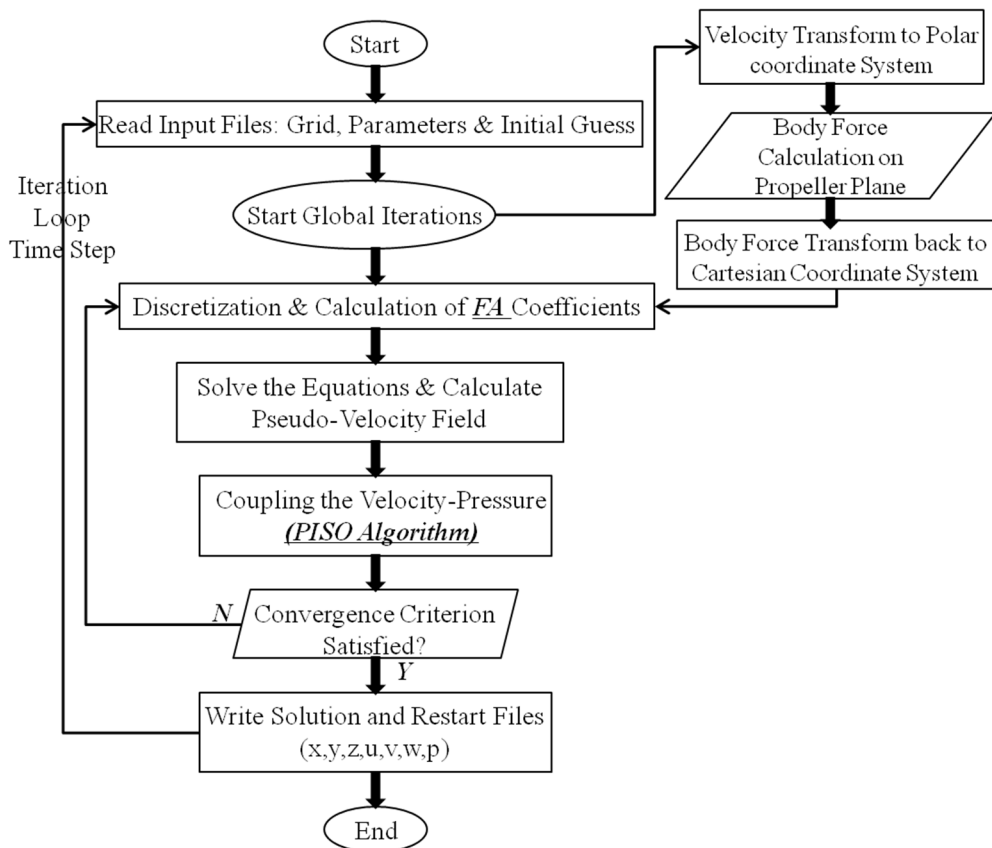 Start
Read Input Files: Grid, Parameters & Initial Guess
Iteration
Loop
Time Step
Start Global Iterations
Velocity Transform to Polar
coordinate System
Body Force
Calculation on
Propeller Plane
Body Force Transform back to
Cartesian Coordinate System
Discretization & Calculation of FA Coefficients
Solve the Equations & Calculate
Pseudo-Velocity Field
Coupling the Velocity-Pressure
(PISO Algorithm)
N
Convergence Criterion
Satisfied?
Y
Write Solution and Restart Files
(x,y,z,u,v,w,p)
End